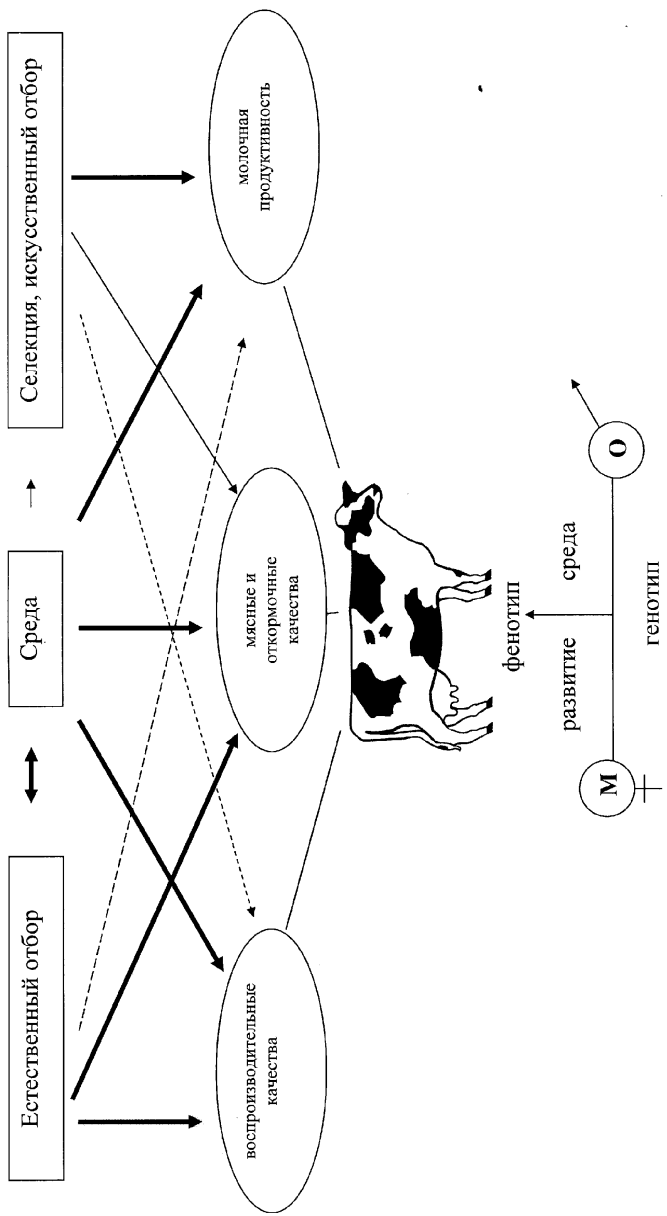 Естественный отбор
Среда
Селекция, искусственный отбор
воспроизводительные
качества
мясные и
откормочные
качества
молочная
продуктивность
фенотип
развитие
среда
М
О
генотип